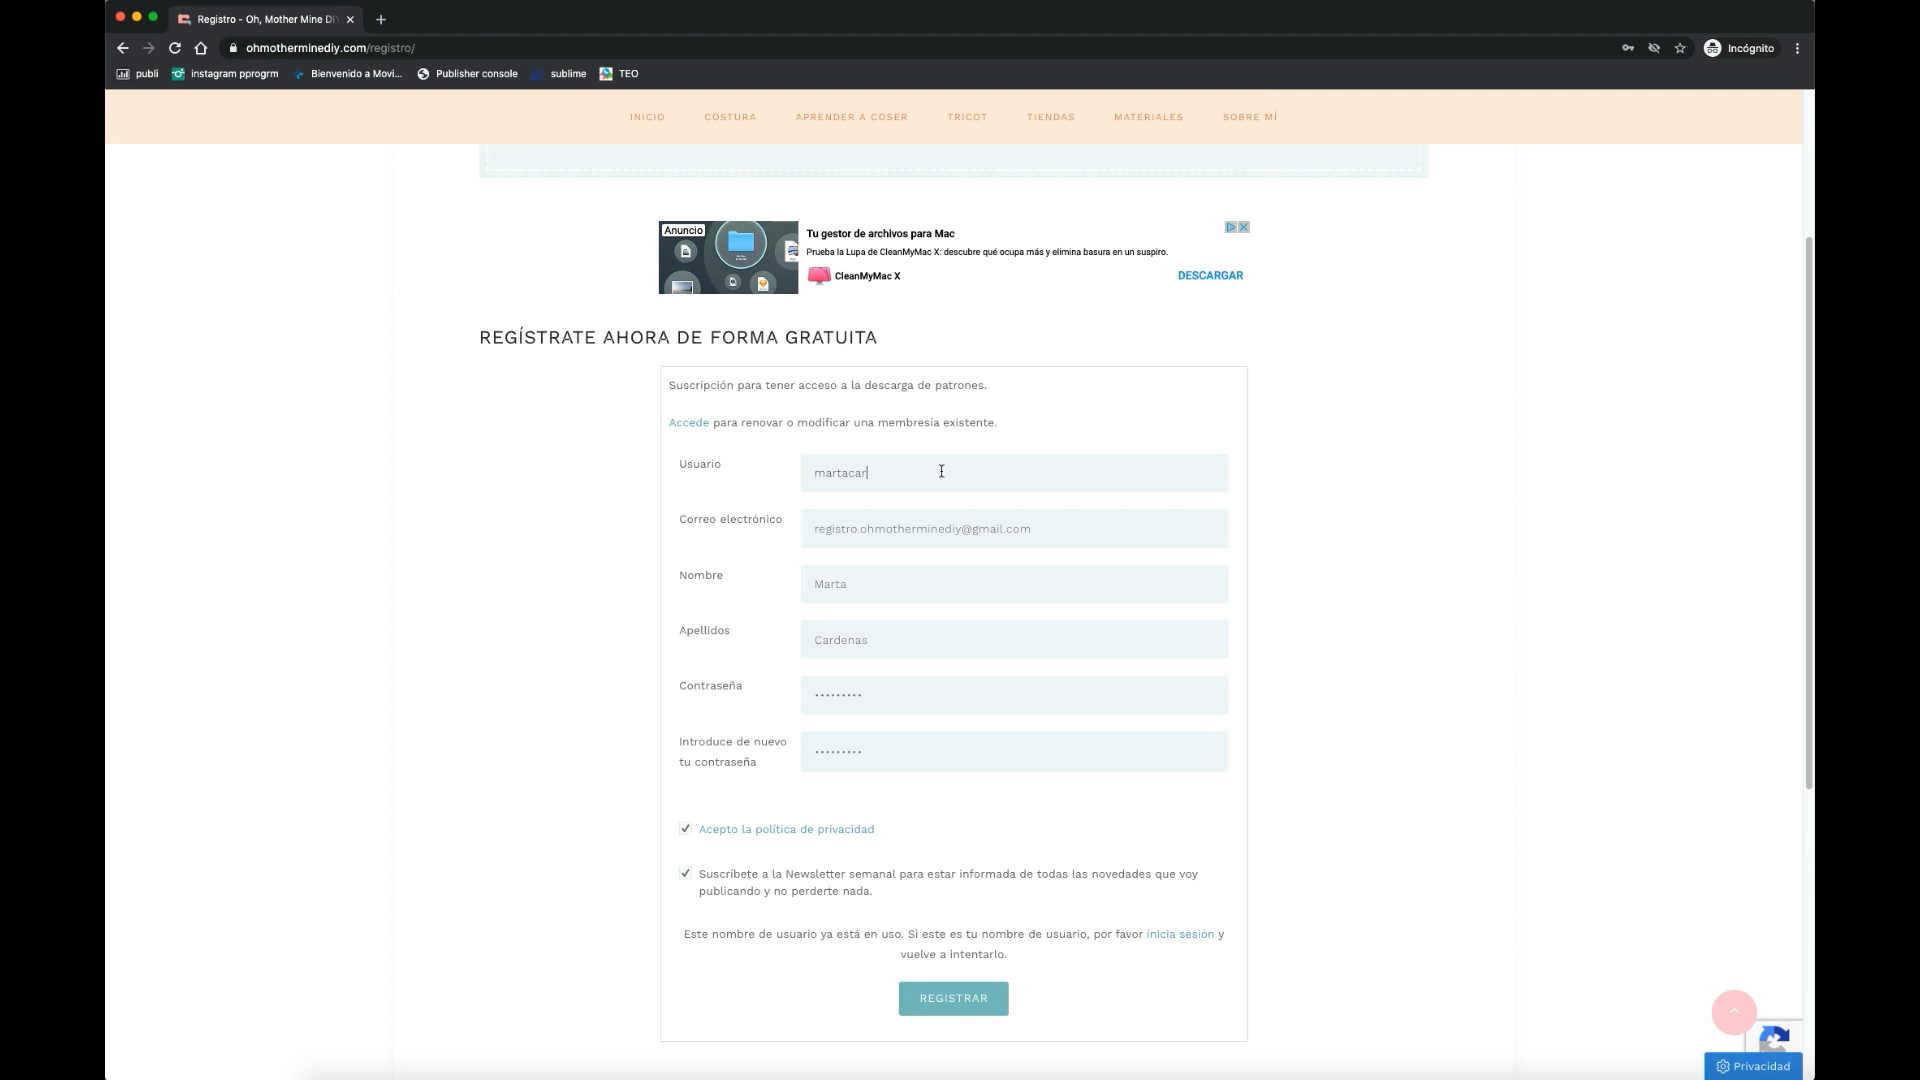 Registro - Oh, Mother Mine DI
ohmotherminediy.com/registro/
Incógnito
publi
instagram pprogrm
Bienvenido a Movi...
Publisher console
sublime
TEO
INICIO
COSTURA
APRENDER A COSER
TRICOT
TIENDAS
MATERIALES
SOBRE MÍ
Anuncio
Tu gestor de archivos para Mac
Prueba la Lupa de CleanMyMac X: descubre qué ocupa más y elimina basura en un suspiro.
CleanMyMac X
DESCARGAR
REGÍSTRATE AHORA DE FORMA GRATUITA
Suscripción para tener acceso a la descarga de patrones.
Accede para renovar o modificar una membresía existente.
Usuario
martacar
Correo electrónico
registro.ohmotherminediy@gmail.com
Nombre
Marta
Apellidos
Cardenas
Contraseña
•••••••••
Introduce de nuevo
tu contraseña
•••••••••
Acepto la política de privacidad
Suscríbete a la Newsletter semanal para estar informada de todas las novedades que voy
publicando y no perderte nada.
Este nombre de usuario ya está en uso. Si este es tu nombre de usuario, por favor inicia sesión y
vuelve a intentarlo.
REGISTRAR
Privacidad